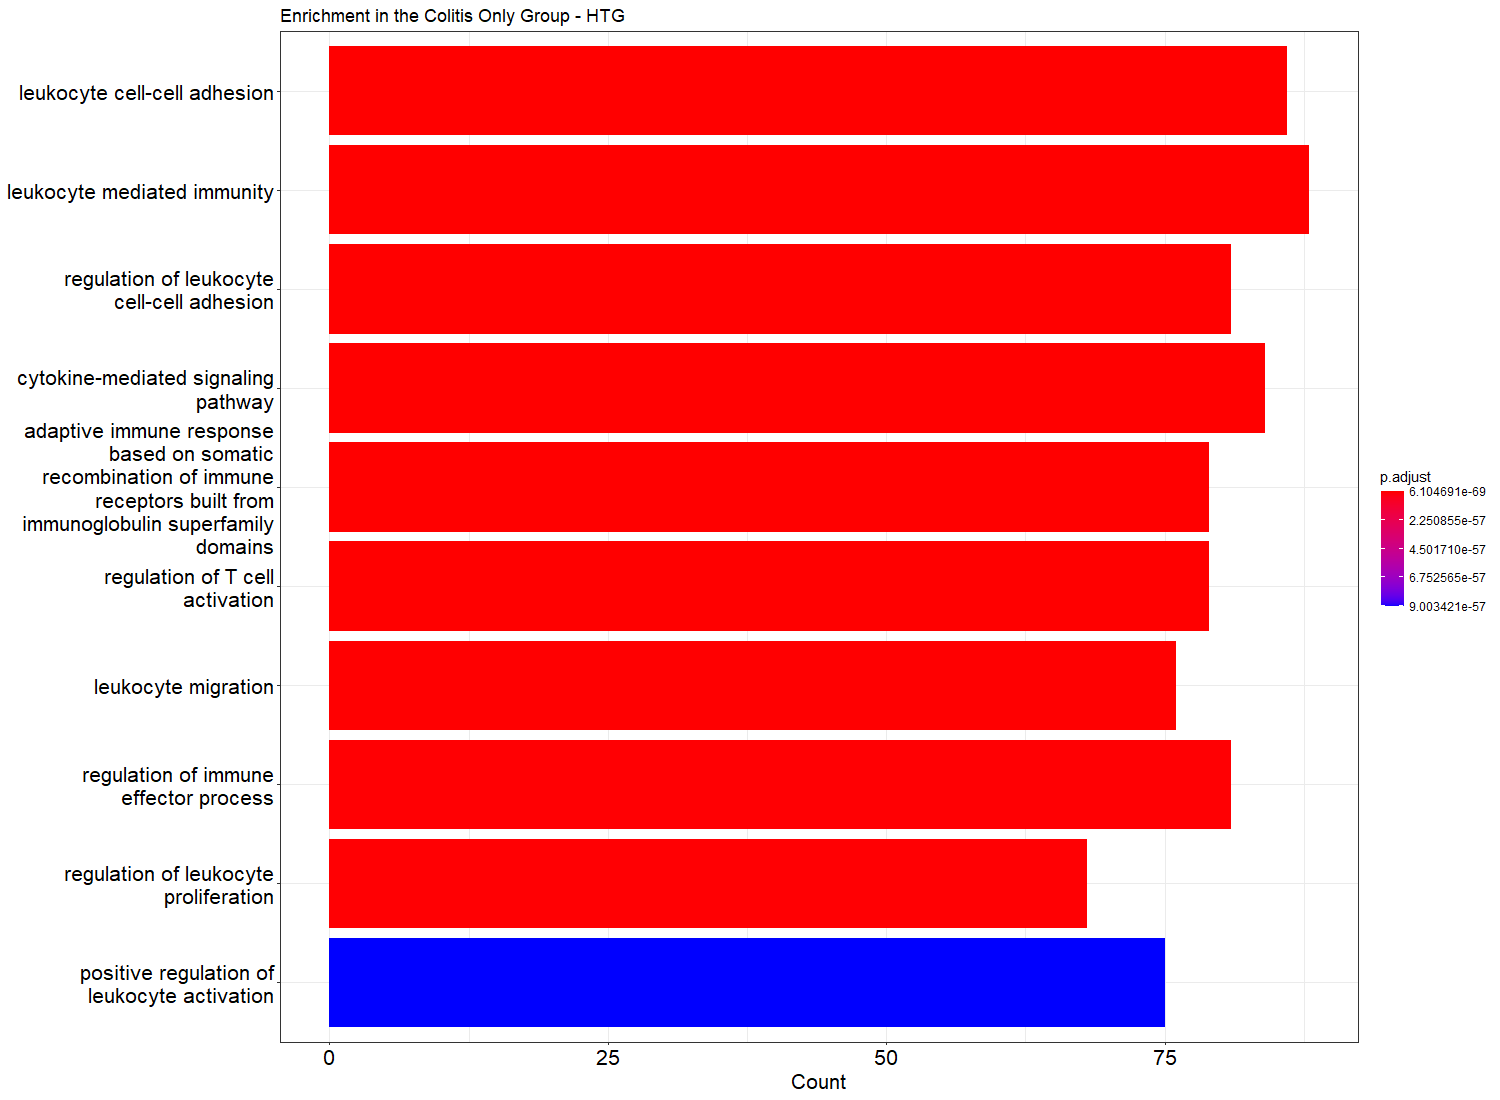 Enrichment in the Colitis Only Group - HTG
leukocyte cell-cell adhesion
leukocyte mediated immunity
regulation of leukocyte
cell-cell adhesion
cytokine-mediated signaling
pathway
adaptive immune response
based on somatic
recombination of immune
receptors built from
immunoglobulin superfamily
domains
regulation of T cell
activation
leukocyte migration
regulation of immune
effector process
regulation of leukocyte
proliferation
positive regulation of
leukocyte activation
0 25 50 75
Count
p.adjust
6.104691e-69
2.250855e-57
4.501710e-57
6.752565e-57
9.003421e-57